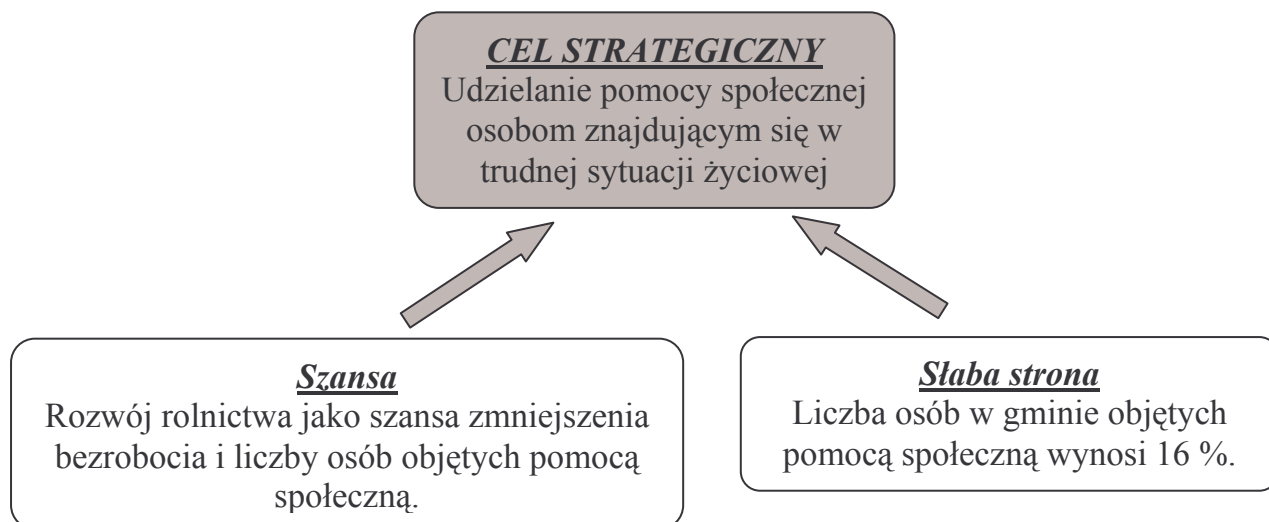 CEL STRATEGICZNY
Udzielanie pomocy społecznej
osobom znajdującym się w
trudnej sytuacji życiowej
Szansa
Rozwój rolnictwa jako szansa zmniejszenia
bezrobocia i liczby osób objętych pomocą
społeczną.
Słaba strona
Liczba osób w gminie objętych
pomocą społeczną wynosi 16 %.